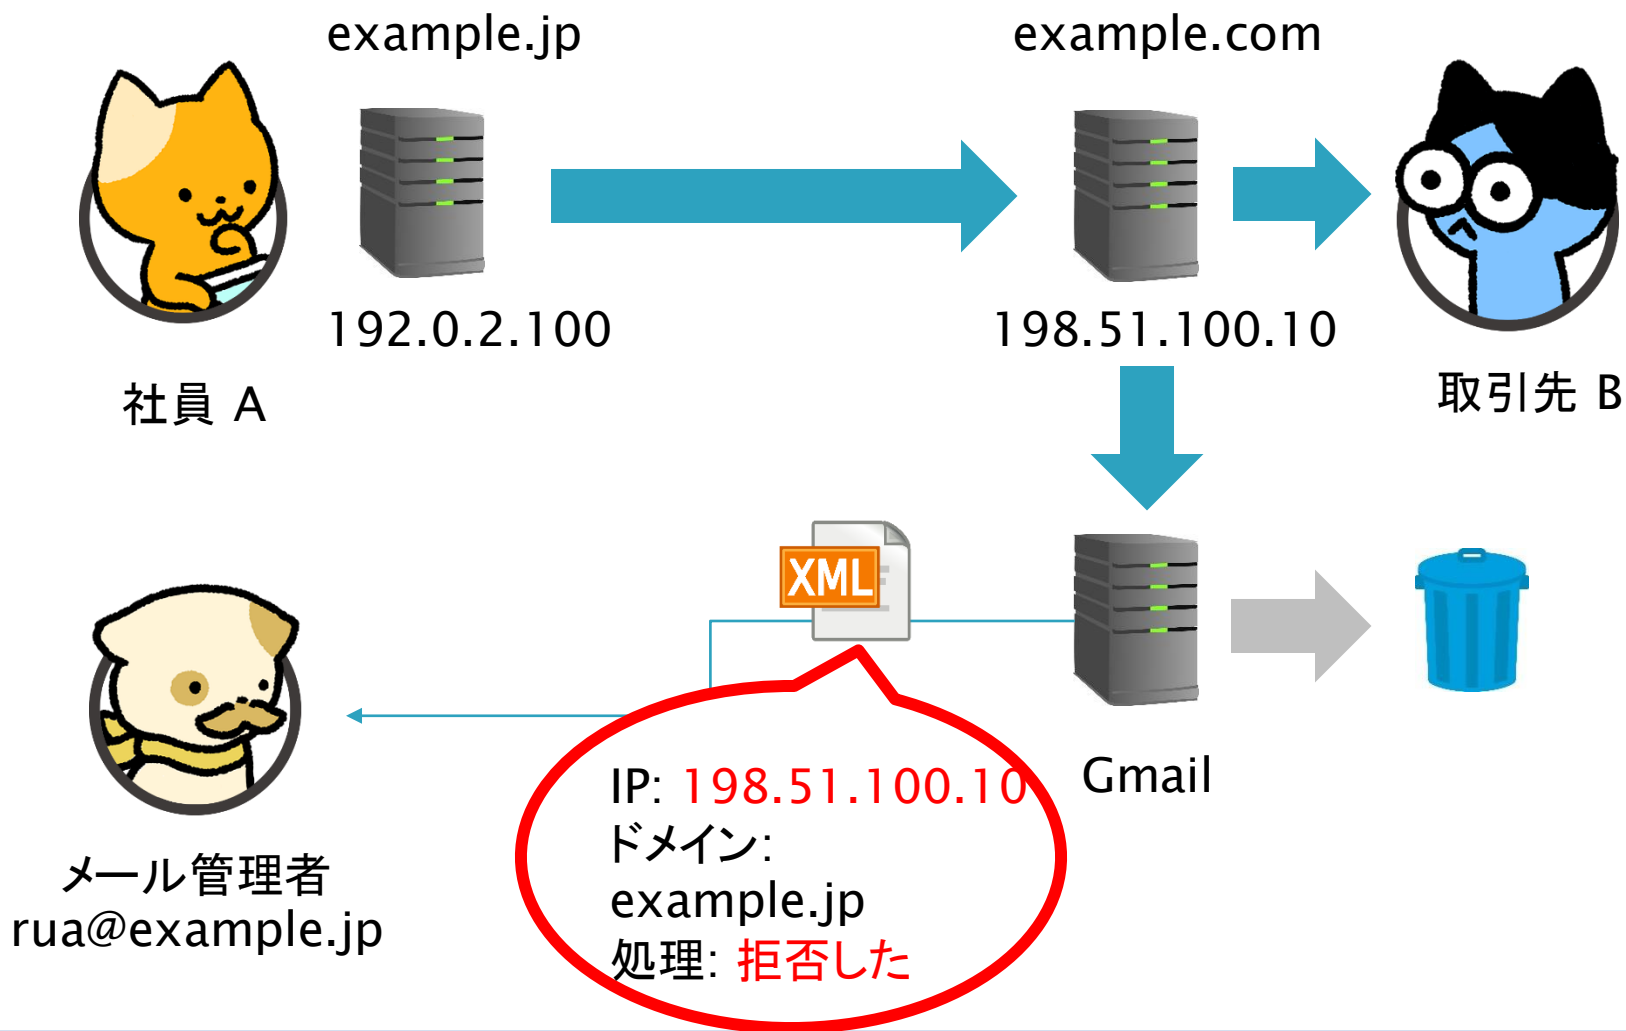 example.jp
example.com
192.0.2.100
198.51.100.10
社員 A
取引先 B
XML
Gmail
IP: 198.51.100.10
ドメイン:
example.jp
処理: 拒否した
メール管理者
rua@example.jp